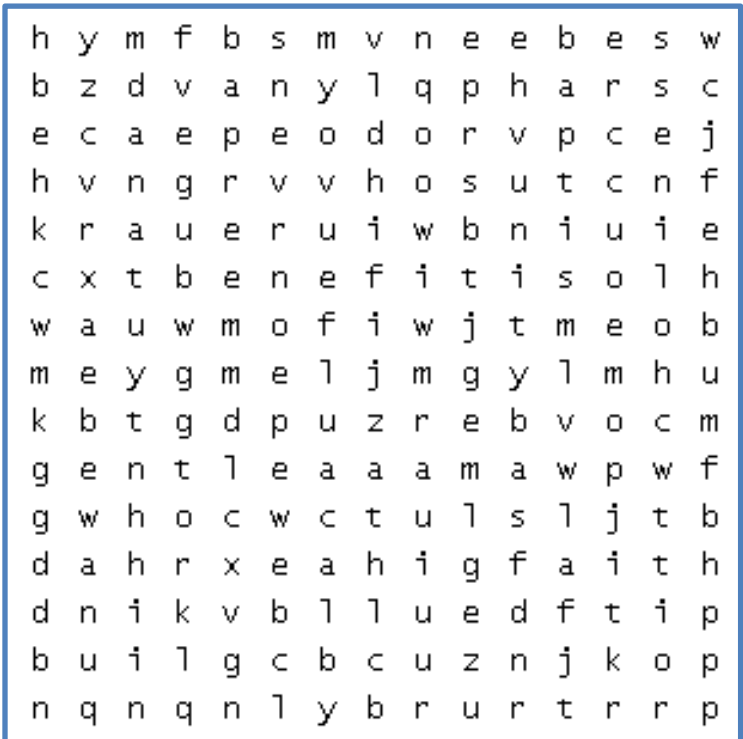 h y m f b s m v n e e b e s w
b z d v a n y l q p h a r s c
e c a e p e o d o r v p c e j
h v n g r v v h o s u t c n f
k r a u e r u i w b n i u i e
c x t b e n e f i t i s o l h
w a u w m o f i w j t m e o b
m e y g m e l j m g y l m h u
k b t g d p u z r e b v o c m
g e n t l e a a a m a w p w f
g w h o c w c t u l s l j t b
d a h r x e a h i g f a i t h
d n i k v b l l u e d f t i p
b u i l g c b c u z n j k o p
n q n q n l y b r u r t r r p